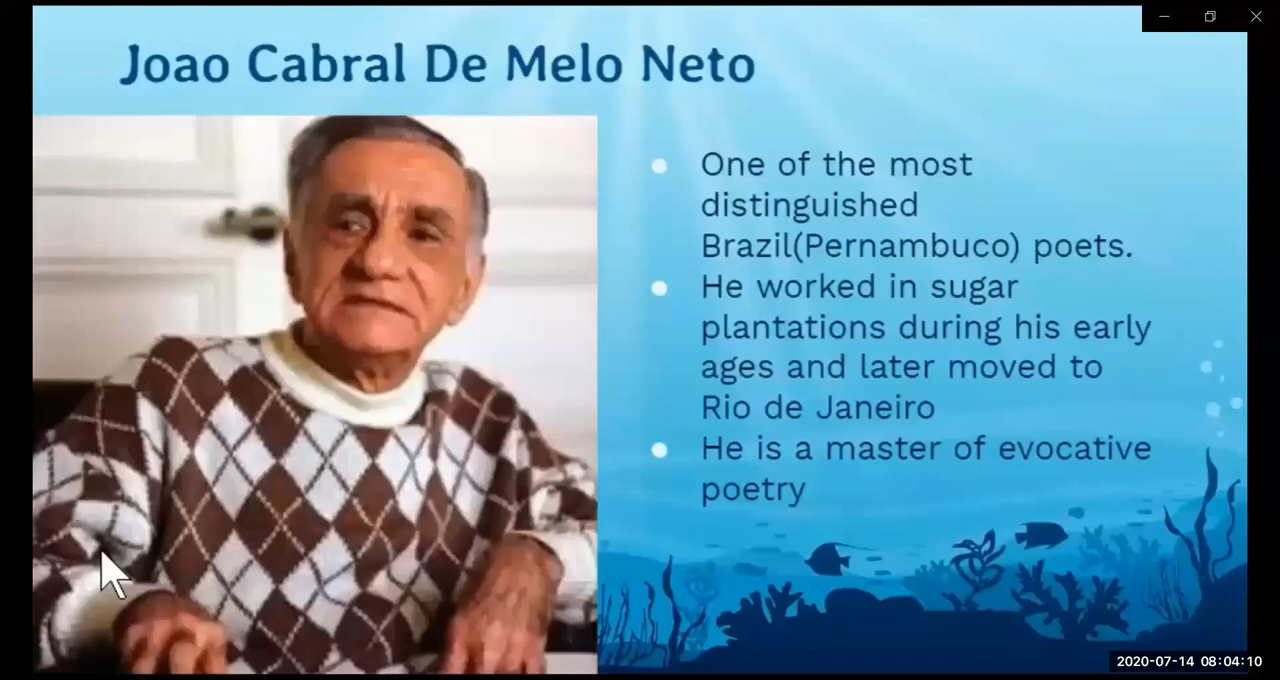 Joao Cabral De Melo Neto
One of the most
distinguished
Brazil(Pernambuco) poets.
He worked in sugar
plantations during his early
ages and later moved to
Rio de Janeiro
He is a master of evocative
poetry
2020-07-14 08:04:10